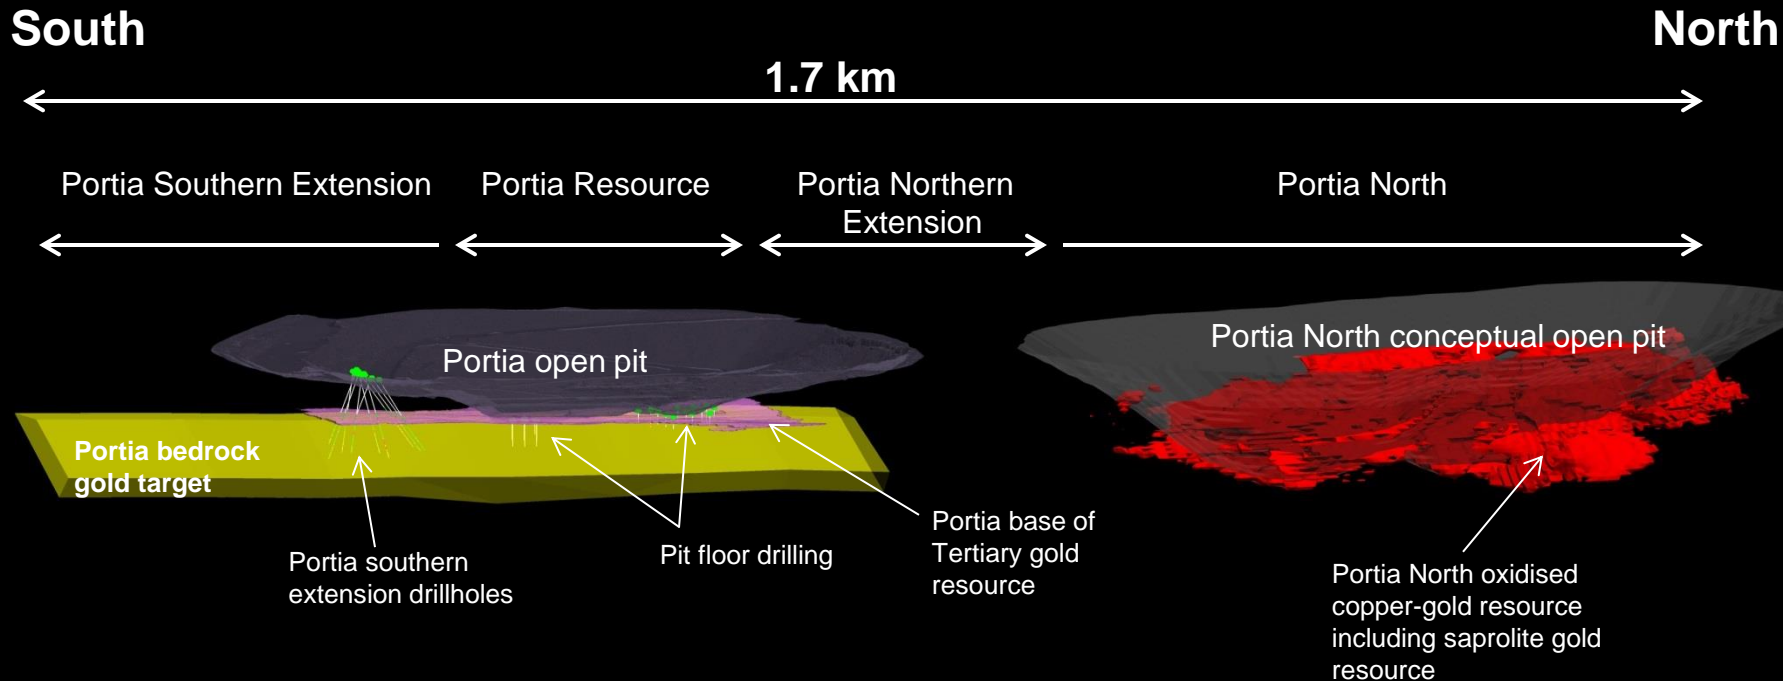 South
North
1.7 km
Portia Southern Extension
Portia Resource
Portia Northern
Extension
Portia North
Portia open pit
Portia North conceptual open pit
Portia bedrock
gold target
Portia southern
extension drillholes
Pit floor drilling
Portia base of
Tertiary gold
resource
Portia North oxidised
copper-gold resource
including saprolite gold
resource